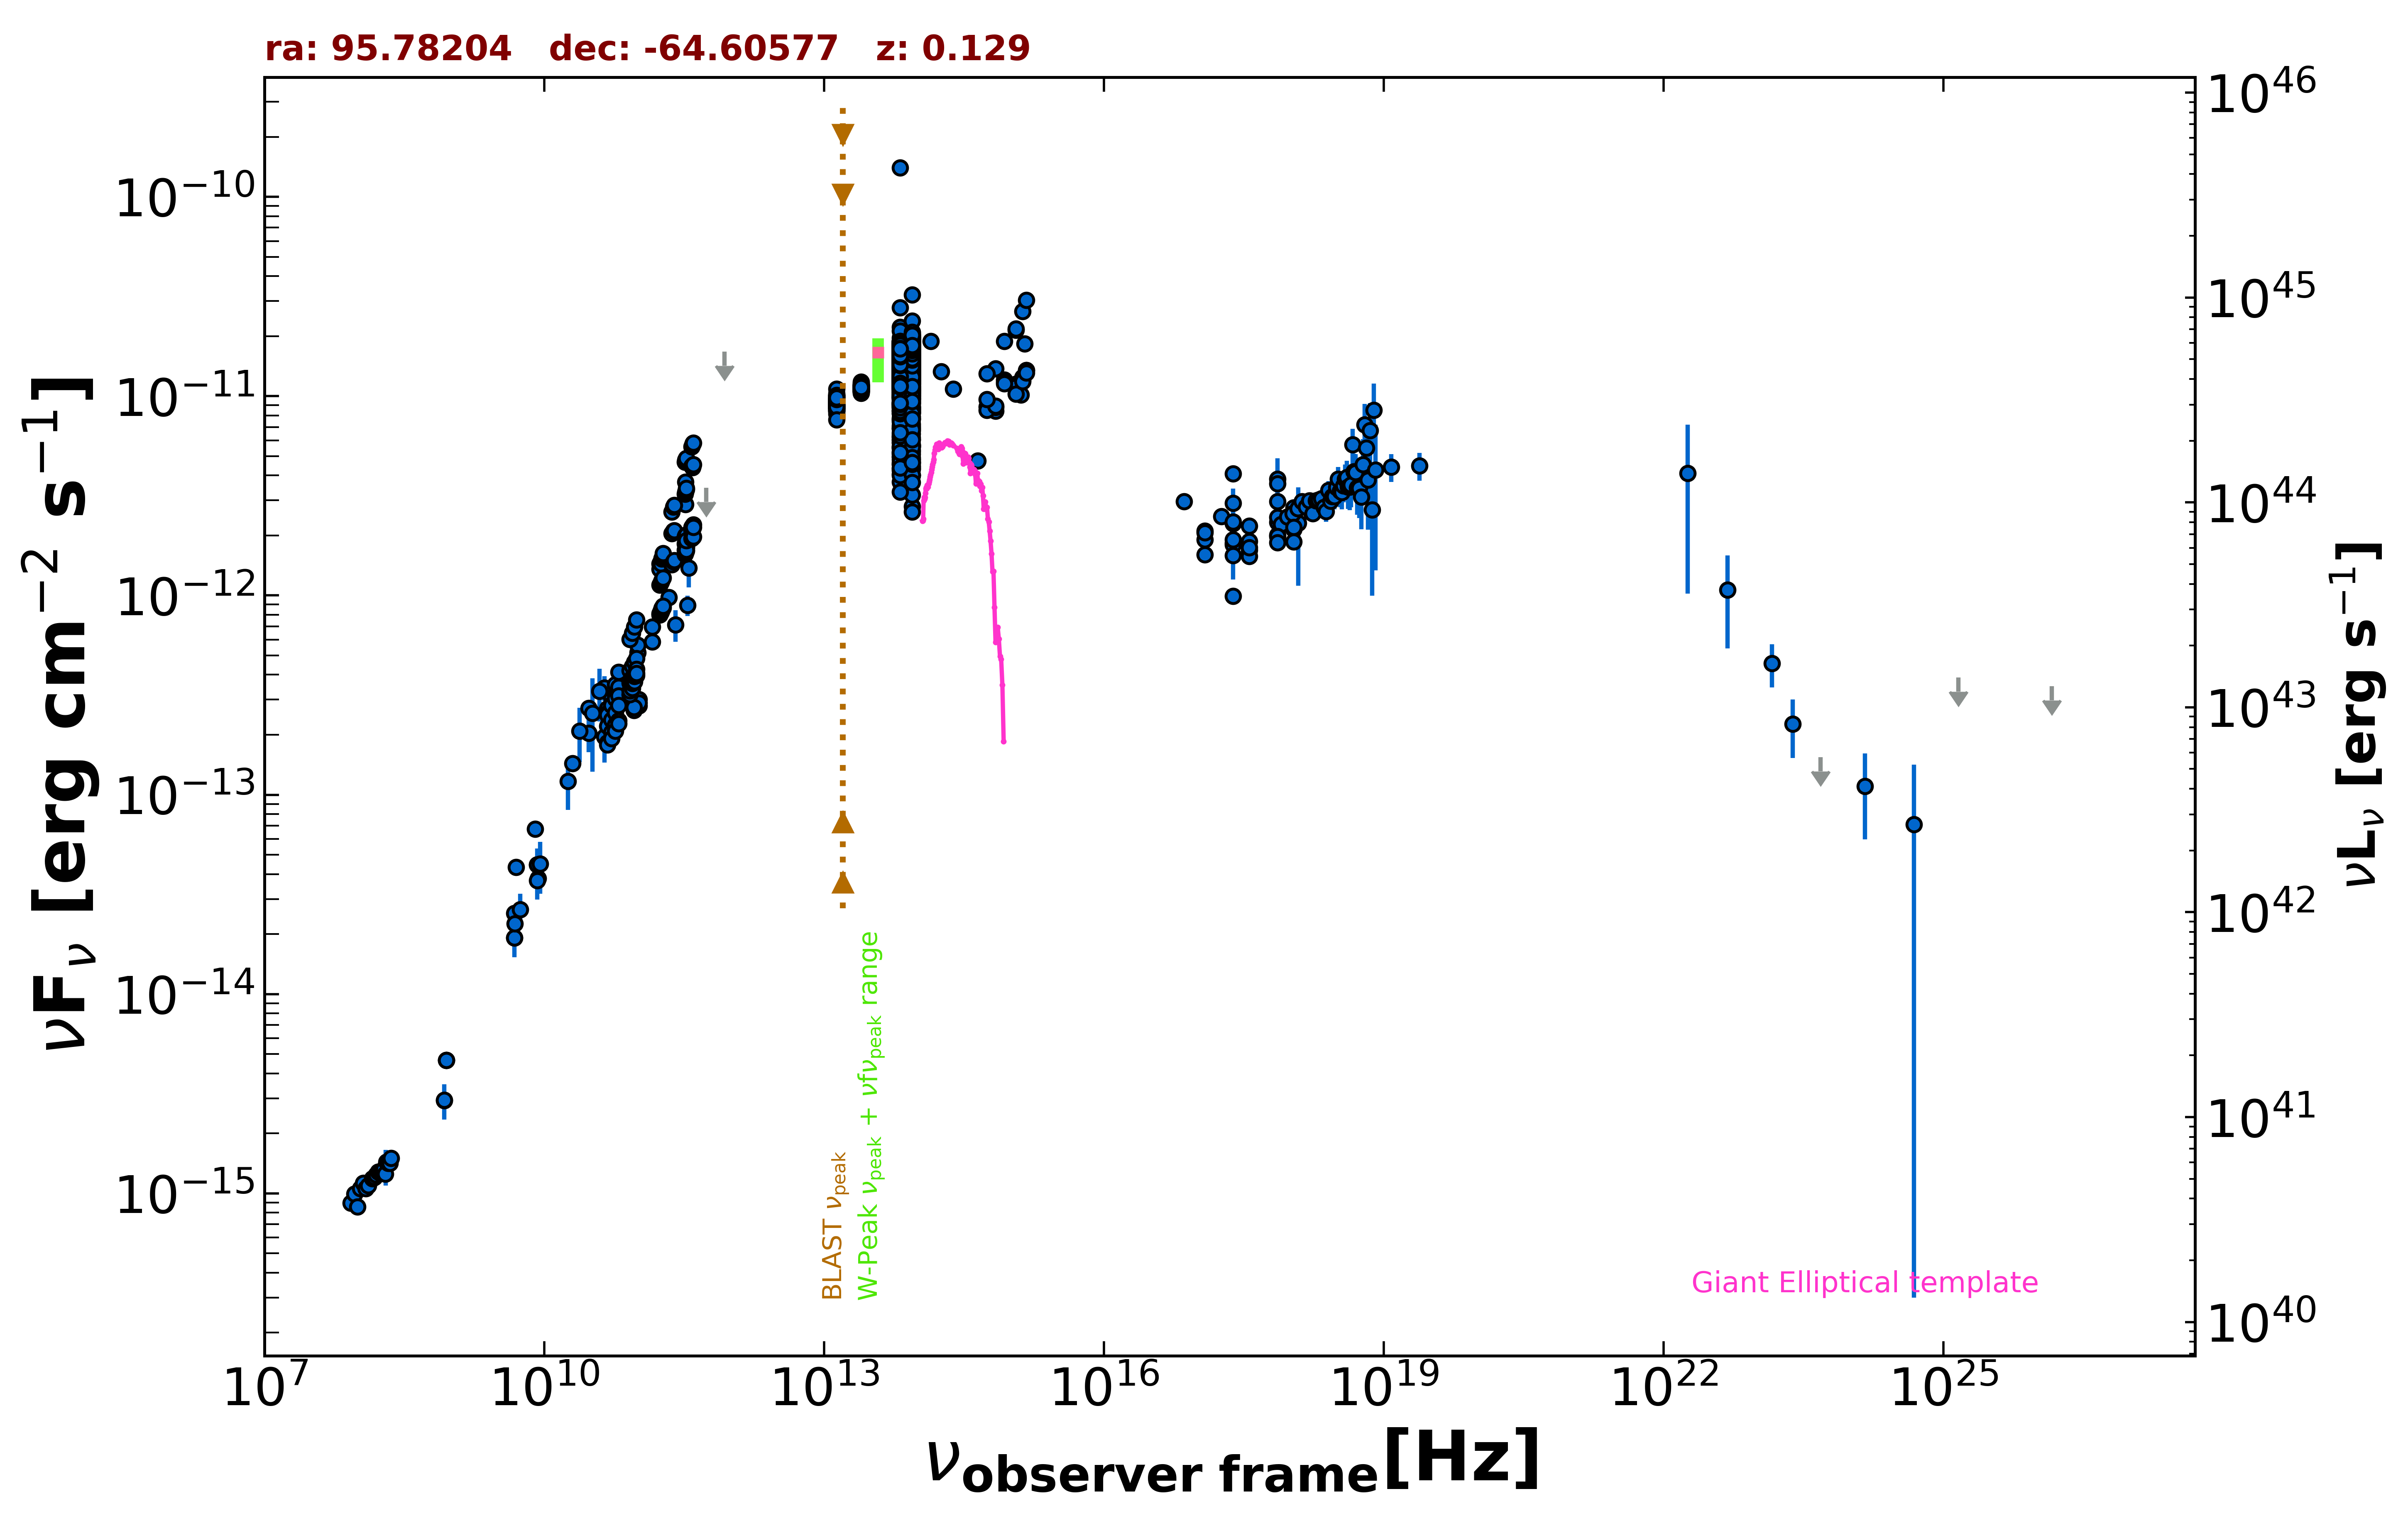 ra: 95.78204 dec: -64.60577 z: 0.129
νF_ν [erg cm^−2 s^−1]
10^−10
10^−11
10^−12
10^−13
10^−14
10^−15
10^46
10^45
10^44
10^43
10^42
10^41
10^40
νL_ν [erg s^−1]
BLAST ν_peak
W-Peak ν_peak + νfν_peak range
Giant Elliptical template
10^7
10^10
10^13
10^16
10^19
10^22
10^25
ν_observer frame[Hz]